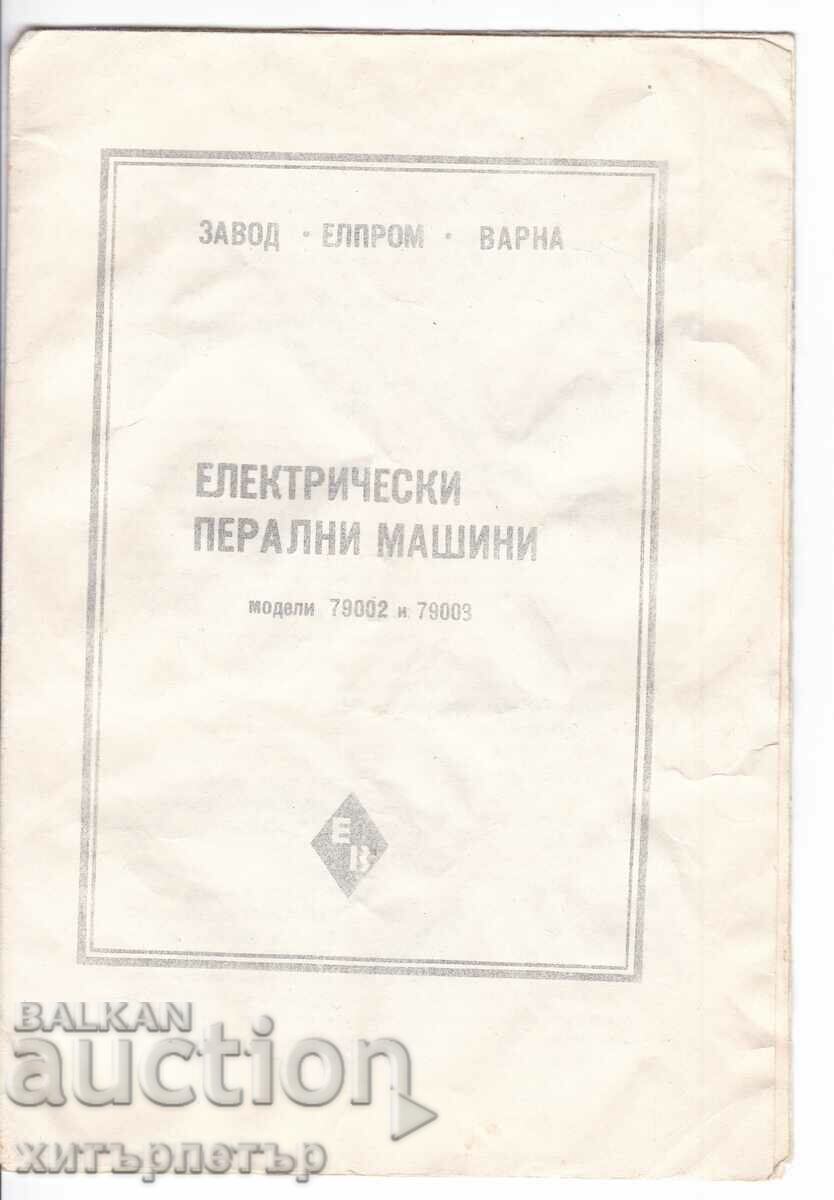 ЗАВОД • ЕЛПРОМ • ВАРНА
ЕЛЕКТРИЧЕСКИ
ПЕРАЛНИ МАШИНИ
модели 79002 и 79003
Е
В
BALKAN
auction
хитърпетър